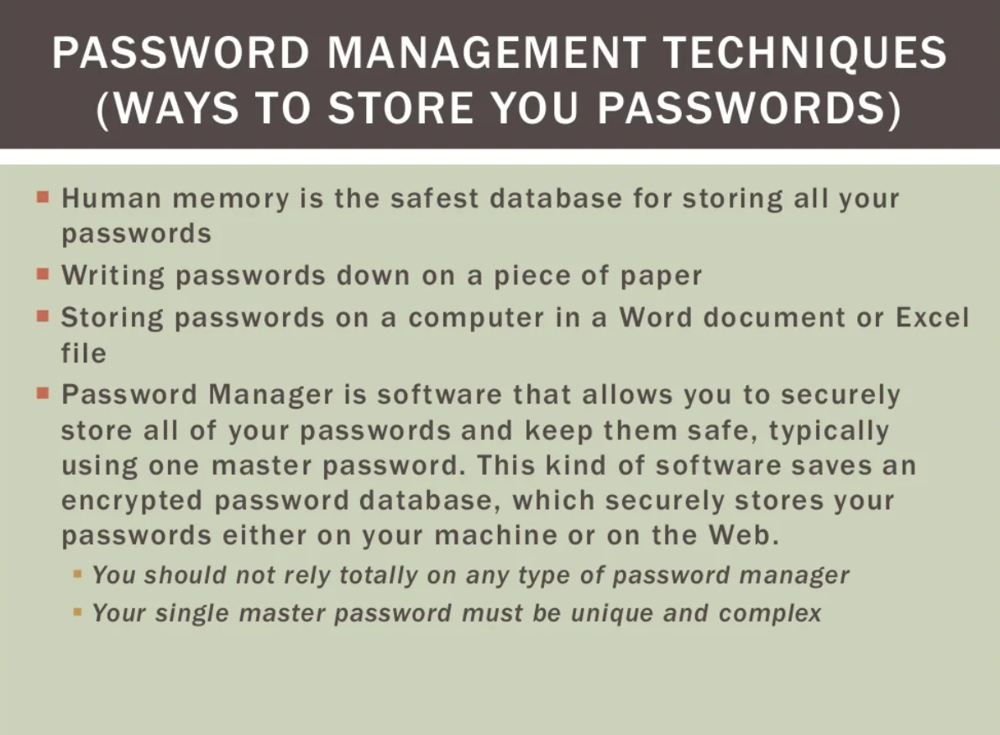 PASSWORD MANAGEMENT TECHNIQUES
(WAYS TO STORE YOU PASSWORDS)
Human memory is the safest database for storing all your
passwords
Writing passwords down on a piece of paper
Storing passwords on a computer in a Word document or Excel
file
Password Manager is software that allows you to securely
store all of your passwords and keep them safe, typically
using one master password. This kind of software saves an
encrypted password database, which securely stores your
passwords either on your machine or on the Web.
You should not rely totally on any type of password manager
Your single master password must be unique and complex